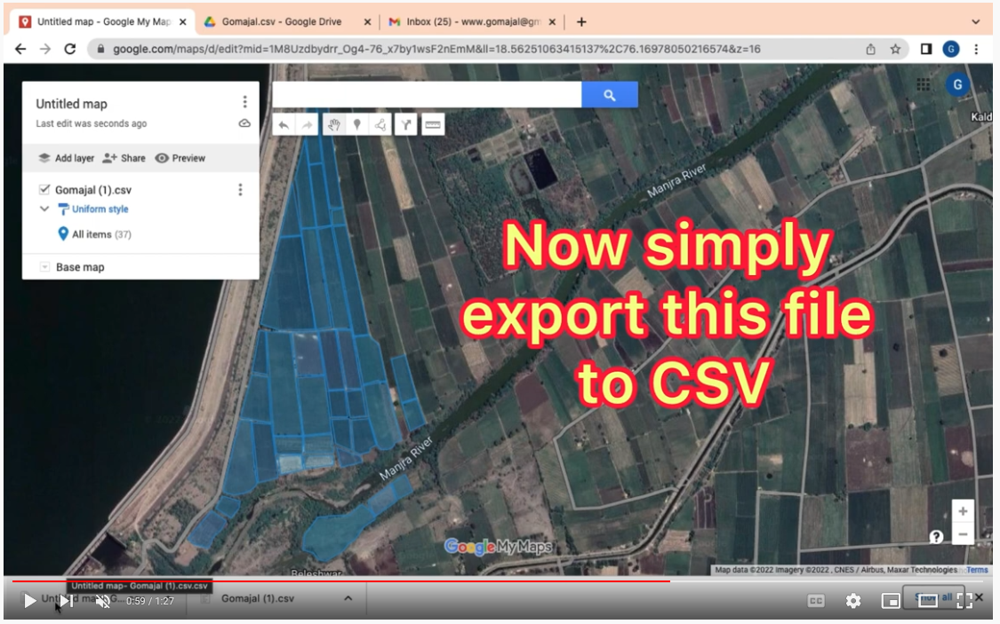 Untitled map - Google My Map
Gomajal.csv - Google Drive
Inbox (25) - www.gomajal@gm
google.com/maps/d/edit?mid=1M8Uzdbydrr_Og4-76_x7by1wsF2nEmM&ll=18.56251063415137%2C76.16978050216574&z=16
G
Untitled map
Last edit was seconds ago
Add layer Share Preview
Gomajal (1).csv
Uniform style
All items (37)
Base map
G
Kald
Manjra River
Now simply
export this file
to CSV
Manjra River
Google My Maps
Beleshwar
Map data ©2022 Imagery ©2022 , CNES / Airbus, Maxar Technologies Terms
Untitled map- Gomajal (1).csv.csv
Gomajal (1).csv
0:59 / 1:27
CC
Show all